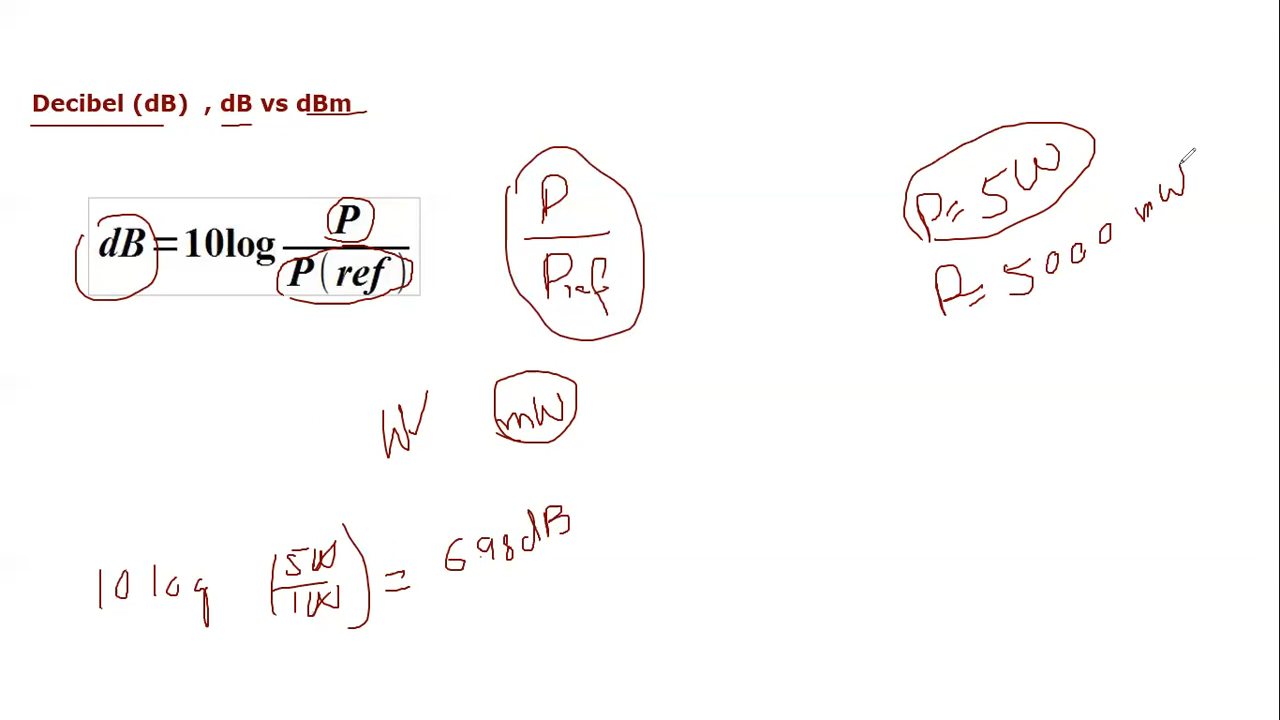 Decibel (dB) , dB vs dBm
dB=10log P/P(ref)
P/Pref
P= 5W
P= 5000 mW
W mW
10 log (5W/1W) = 6.98dB